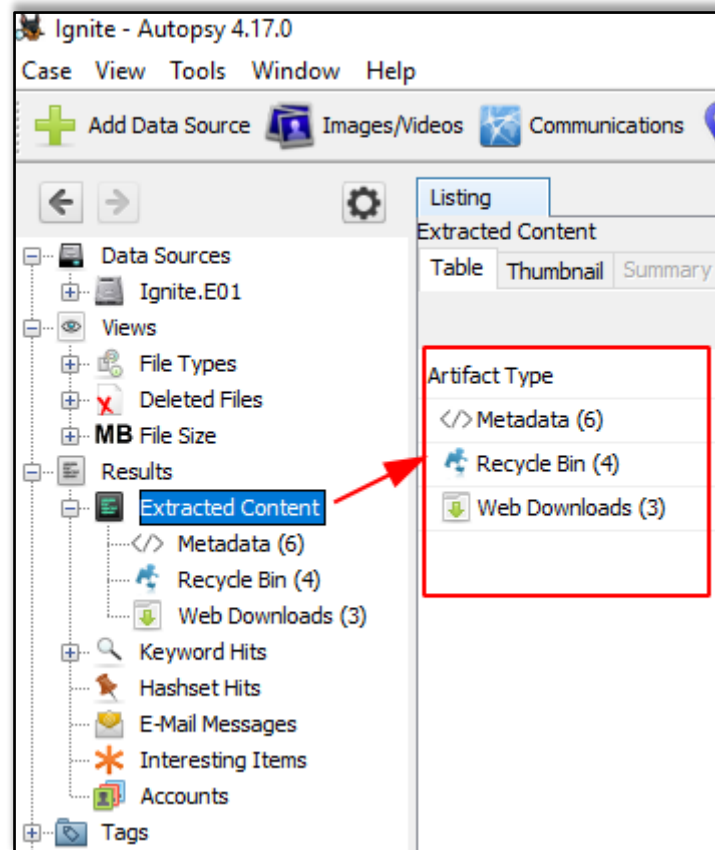 Ignite - Autopsy 4.17.0
Case View Tools Window Help
Add Data Source Images/Videos Communications
Listing
Extracted Content
Table Thumbnail Summary
Data Sources
Ignite.E01
Views
File Types
Deleted Files
MB File Size
Results
Extracted Content
Metadata (6)
Recycle Bin (4)
Web Downloads (3)
Keyword Hits
Hashset Hits
E-Mail Messages
Interesting Items
Accounts
Tags
Artifact Type
Metadata (6)
Recycle Bin (4)
Web Downloads (3)